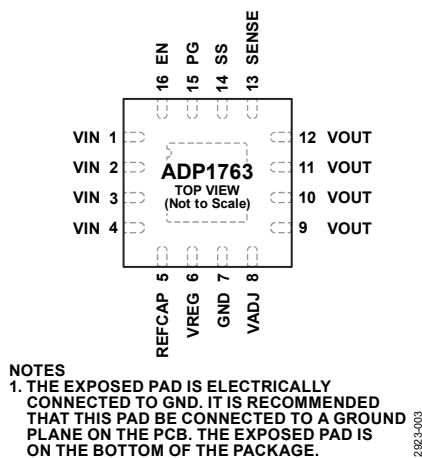 16 EN
15 PG
14 SS
13 SENSE
VIN 1
12 VOUT
VIN 2
11 VOUT
VIN 3
10 VOUT
VIN 4
9 VOUT
ADP1763
TOP VIEW
(Not to Scale)
REFCAP 5
VREG 6
GND 7
VADJ 8
NOTES
1. THE EXPOSED PAD IS ELECTRICALLY
CONNECTED TO GND. IT IS RECOMMENDED
THAT THIS PAD BE CONNECTED TO A GROUND
PLANE ON THE PCB. THE EXPOSED PAD IS
ON THE BOTTOM OF THE PACKAGE.
2923-003